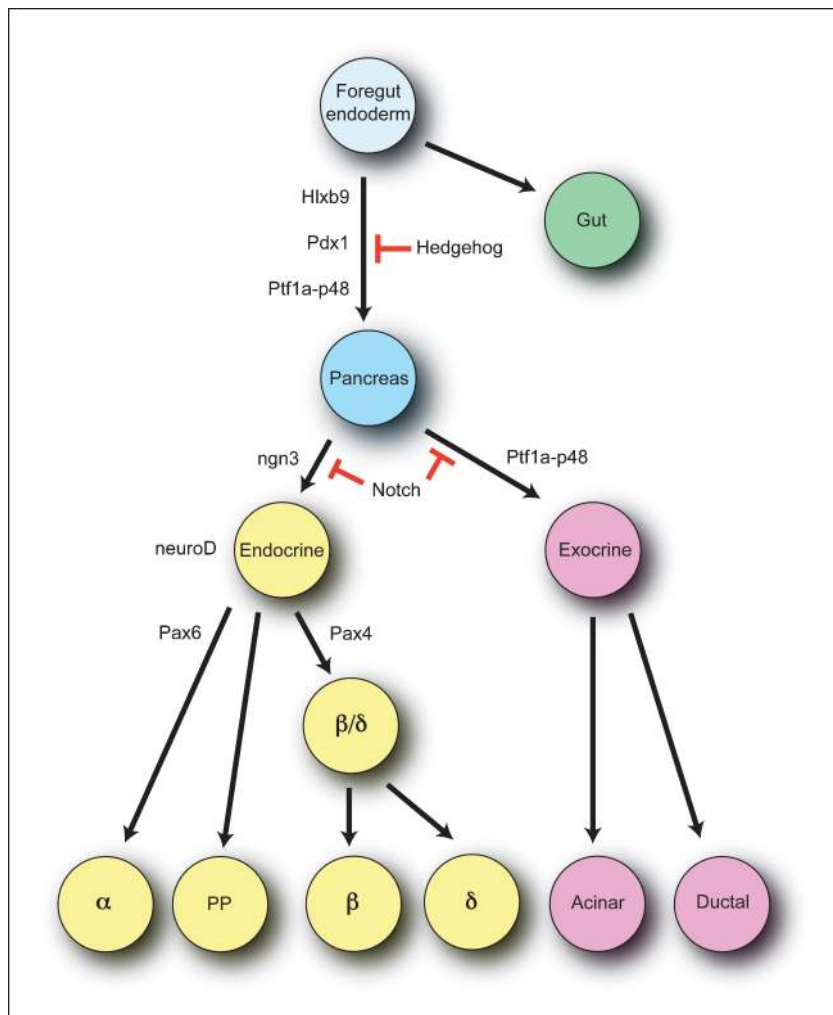 Foregut
endoderm
Hlxb9
Gut
Pdx1
Hedgehog
Ptf1a-p48
Pancreas
ngn3
Notch
Ptf1a-p48
neuroD
Endocrine
Exocrine
Pax6
Pax4
β/δ
α
PP
β
δ
Acinar
Ductal